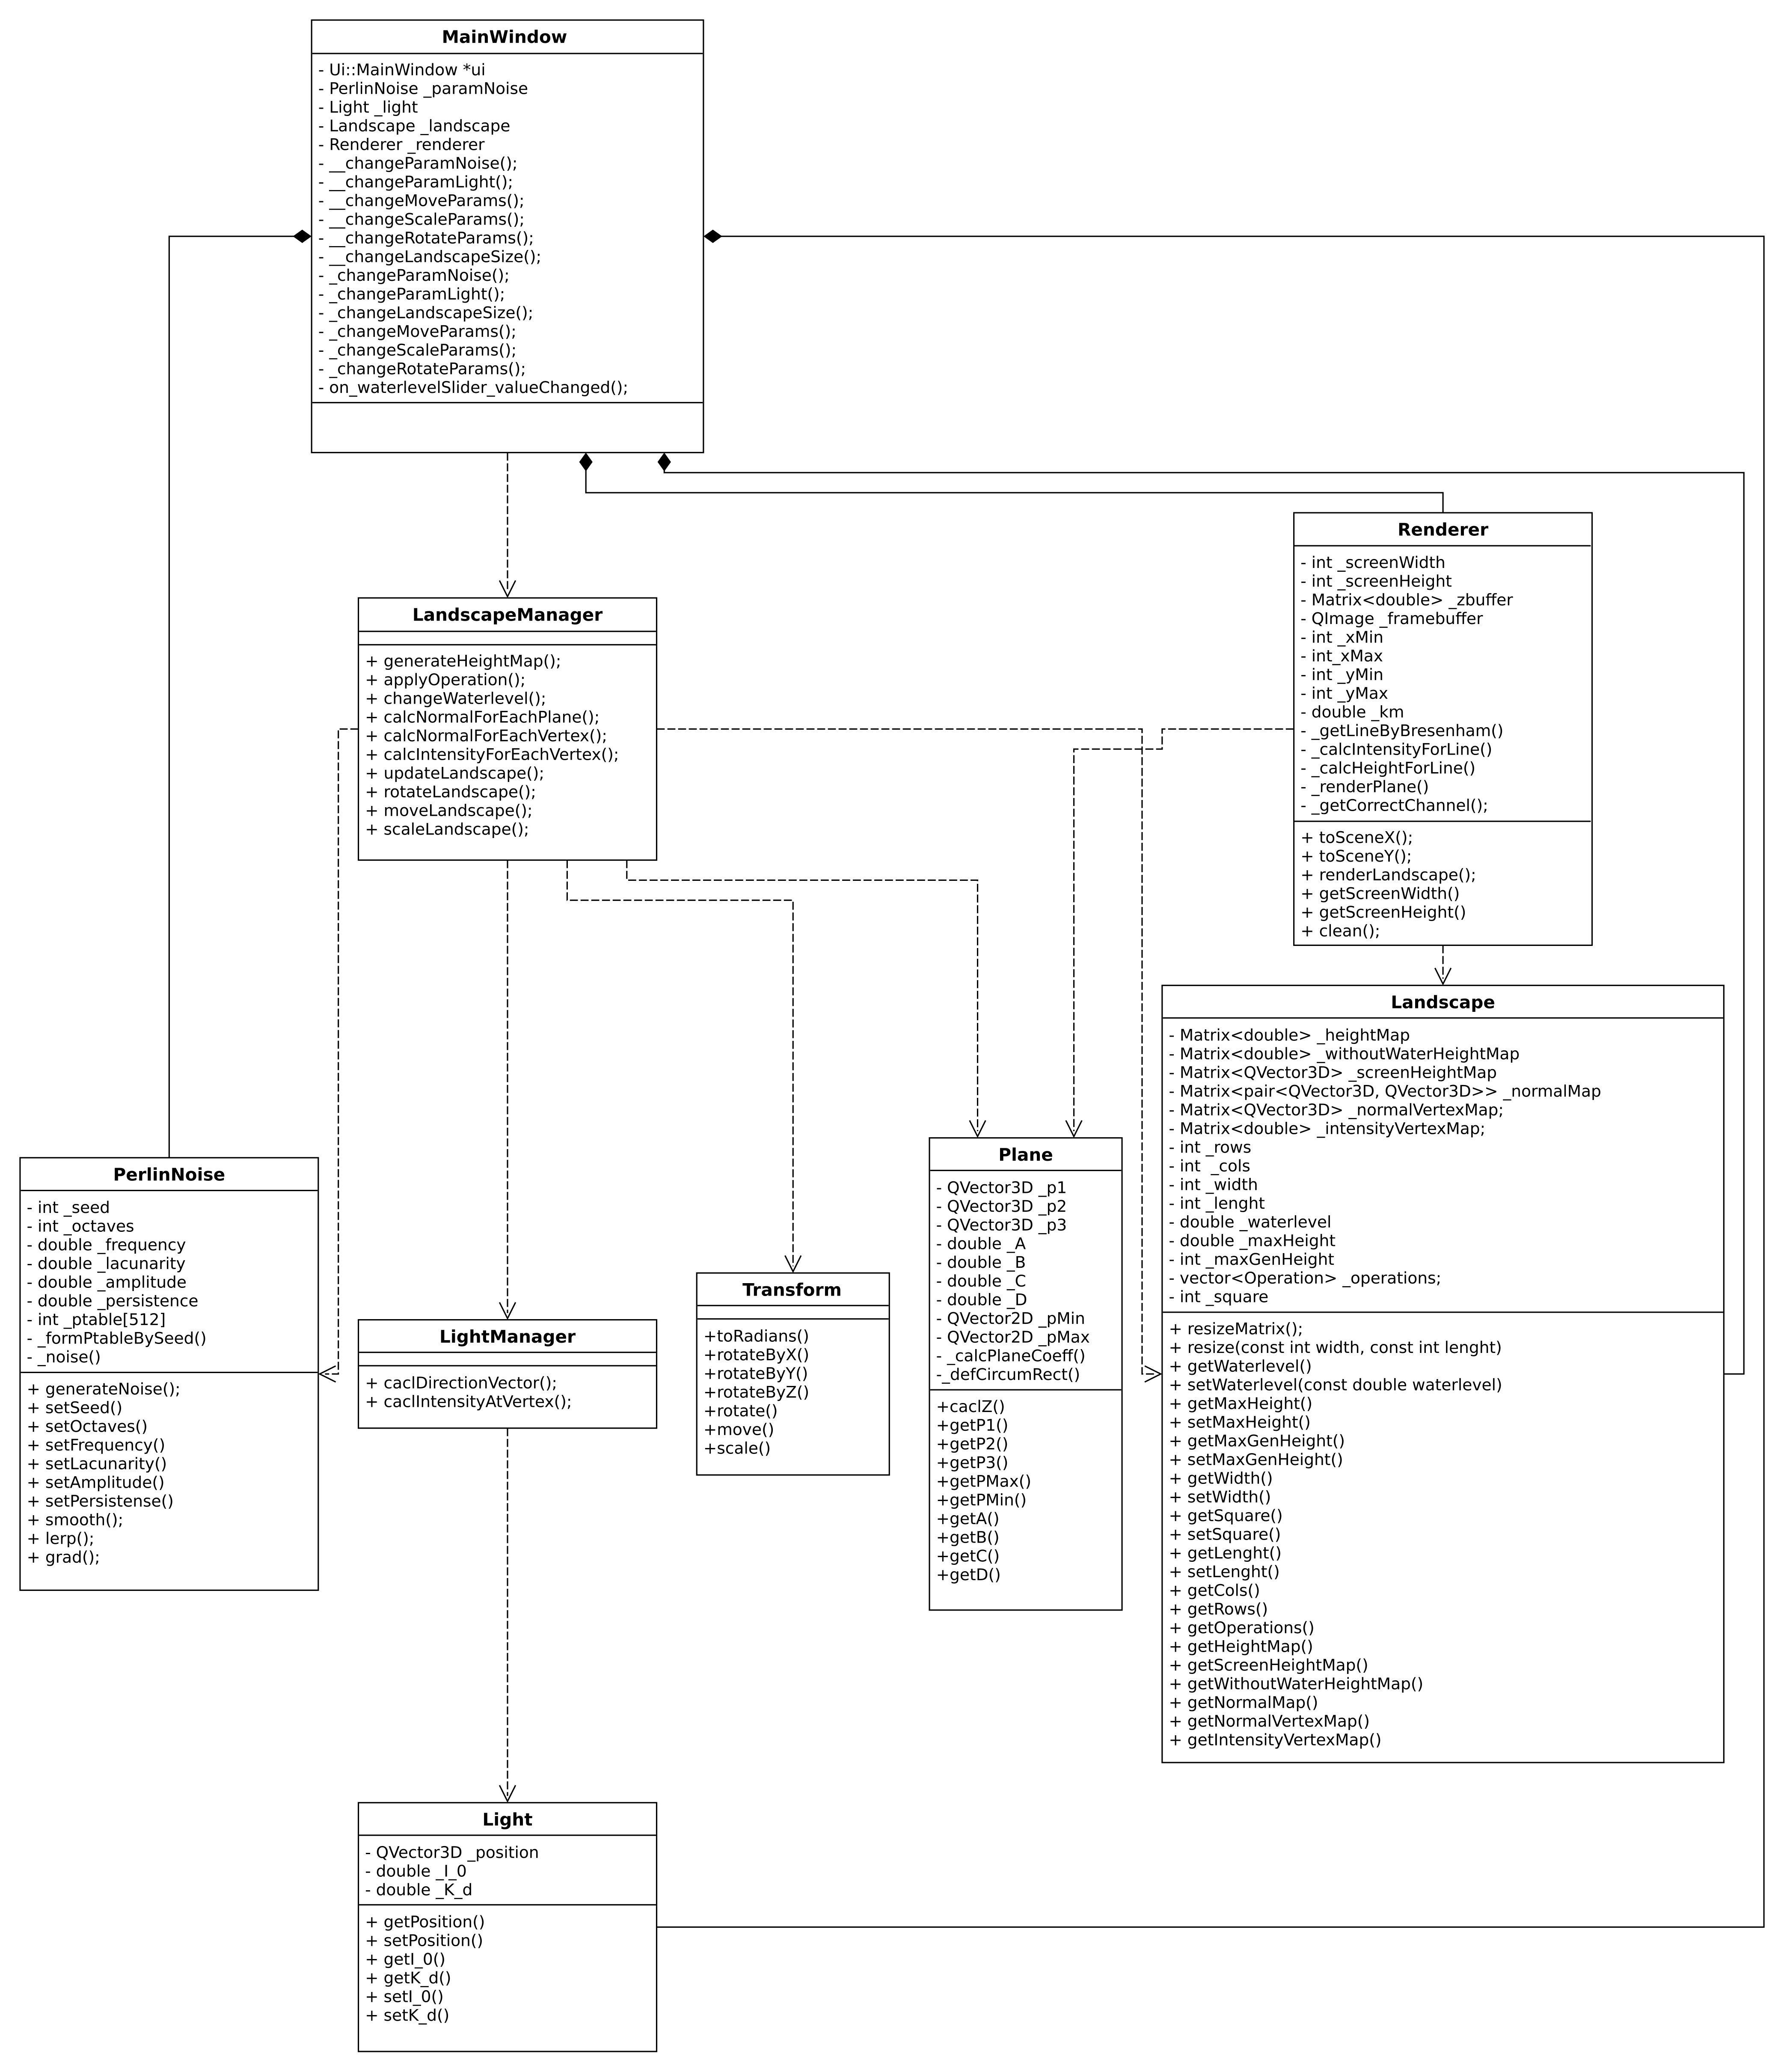 MainWindow
- Ui::MainWindow *ui
- PerlinNoise _paramNoise
- Light _light
- Landscape _landscape
- Renderer _renderer
- __changeParamNoise();
- __changeParamLight();
- __changeMoveParams();
- __changeScaleParams();
- __changeRotateParams();
- __changeLandscapeSize();
- _changeParamNoise();
- _changeParamLight();
- _changeLandscapeSize();
- _changeMoveParams();
- _changeScaleParams();
- _changeRotateParams();
- on_waterlevelSlider_valueChanged();
Renderer
- int _screenWidth
- int _screenHeight
- Matrix<double> _zbuffer
- QImage _framebuffer
- int _xMin
- int_xMax
- int _yMin
- int _yMax
- double _km
- _getLineByBresenham()
- _calcIntensityForLine()
- _calcHeightForLine()
- _renderPlane()
- _getCorrectChannel();
+ toSceneX();
+ toSceneY();
+ renderLandscape();
+ getScreenWidth()
+ getScreenHeight()
+ clean();
LandscapeManager
+ generateHeightMap();
+ applyOperation();
+ changeWaterlevel();
+ calcNormalForEachPlane();
+ calcNormalForEachVertex();
+ calcIntensityForEachVertex();
+ updateLandscape();
+ rotateLandscape();
+ moveLandscape();
+ scaleLandscape();
Landscape
- Matrix<double> _heightMap
- Matrix<double> _withoutWaterHeightMap
- Matrix<QVector3D> _screenHeightMap
- Matrix<pair<QVector3D, QVector3D>> _normalMap
- Matrix<QVector3D> _normalVertexMap;
- Matrix<double> _intensityVertexMap;
- int _rows
- int  _cols
- int _width
- int _lenght
- double _waterlevel
- double _maxHeight
- int _maxGenHeight
- vector<Operation> _operations;
- int _square
+ resizeMatrix();
+ resize(const int width, const int lenght)
+ getWaterlevel()
+ setWaterlevel(const double waterlevel)
+ getMaxHeight()
+ setMaxHeight()
+ getMaxGenHeight()
+ setMaxGenHeight()
+ getWidth()
+ setWidth()
+ getSquare()
+ setSquare()
+ getLenght()
+ setLenght()
+ getCols()
+ getRows()
+ getOperations()
+ getHeightMap()
+ getScreenHeightMap()
+ getWithoutWaterHeightMap()
+ getNormalMap()
+ getNormalVertexMap()
+ getIntensityVertexMap()
Plane
- QVector3D _p1
- QVector3D _p2
- QVector3D _p3
- double _A
- double _B
- double _C
- double _D
- QVector2D _pMin
- QVector2D _pMax
- _calcPlaneCoeff()
-_defCircumRect()
+caclZ()
+getP1()
+getP2()
+getP3()
+getPMax()
+getPMin()
+getA()
+getB()
+getC()
+getD()
PerlinNoise
- int _seed
- int _octaves
- double _frequency
- double _lacunarity
- double _amplitude
- double _persistence
- int _ptable[512]
- _formPtableBySeed()
- _noise()
+ generateNoise();
+ setSeed()
+ setOctaves()
+ setFrequency()
+ setLacunarity()
+ setAmplitude()
+ setPersistense()
+ smooth();
+ lerp();
+ grad();
Transform
+toRadians()
+rotateByX()
+rotateByY()
+rotateByZ()
+rotate()
+move()
+scale()
LightManager
+ caclDirectionVector();
+ caclIntensityAtVertex();
Light
- QVector3D _position
- double _I_0
- double _K_d
+ getPosition()
+ setPosition()
+ getI_0()
+ getK_d()
+ setI_0()
+ setK_d()